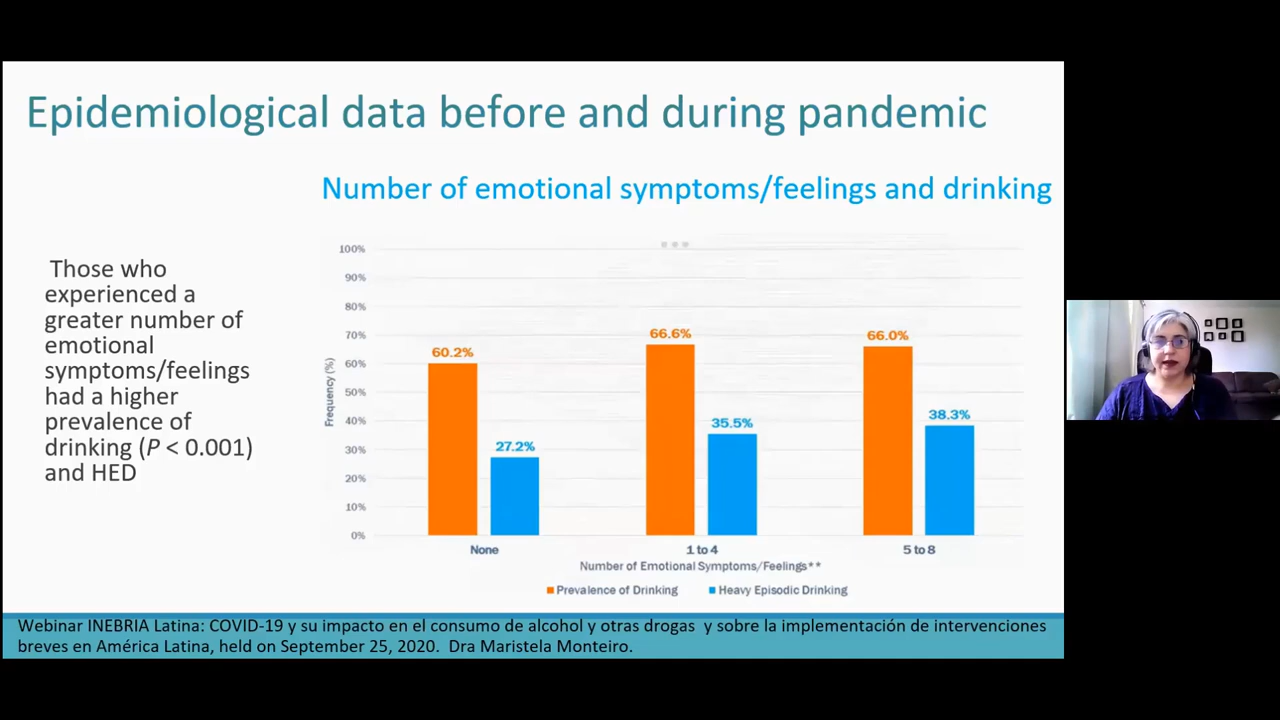 Epidemiological data before and during pandemic
Number of emotional symptoms/feelings and drinking
Those who
experienced a
greater number of
emotional
symptoms/feelings
had a higher
prevalence of
drinking (P < 0.001)
and HED
Frequency (%)
100%
90%
80%
70%
60%
50%
40%
30%
20%
10%
0%
60.2%
27.2%
66.6%
35.5%
66.0%
38.3%
None
1 to 4
5 to 8
Number of Emotional Symptoms/Feelings**
Prevalence of Drinking
Heavy Episodic Drinking
Webinar INEBRIA Latina: COVID-19 y su impacto en el consumo de alcohol y otras drogas y sobre la implementación de intervenciones
breves en América Latina, held on September 25, 2020. Dra Maristela Monteiro.